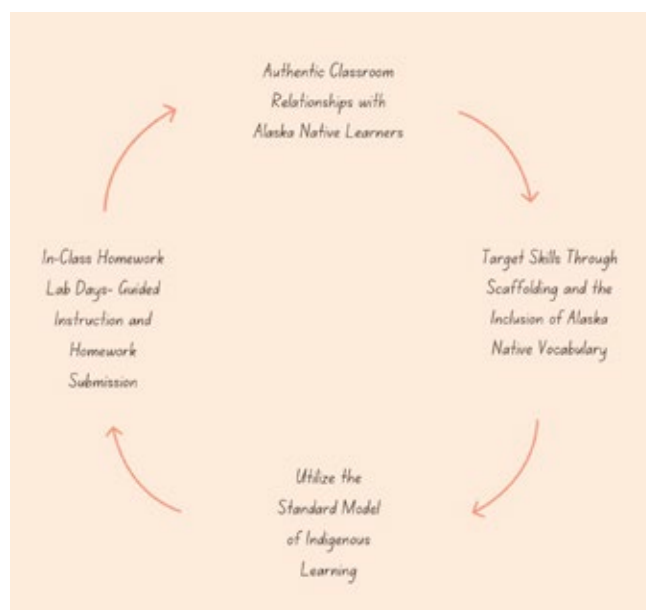 Authentic Classroom
Relationships with
Alaska Native Learners
Target Skills Through
Scaffolding and the
Inclusion of Alaska
Native Vocabulary
Utilize the
Standard Model
of Indigenous
Learning
In-Class Homework
Lab Days- Guided
Instruction and
Homework
Submission